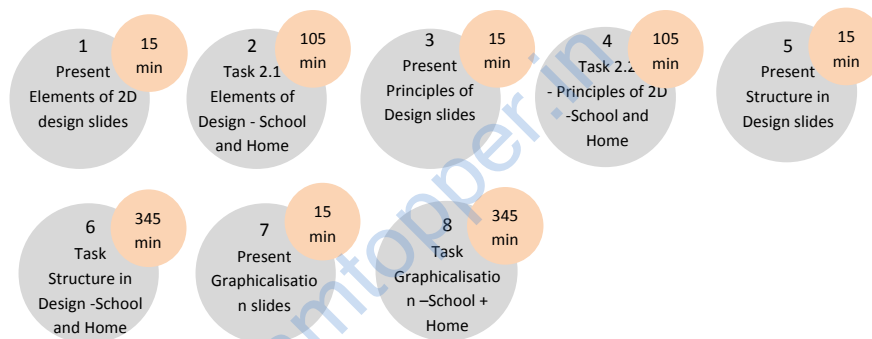 1
Present
Elements of 2D
design slides
15
min
2
Task 2.1
Elements of
Design - School
and Home
105
min
3
Present
Principles of
Design slides
15
min
4
Task 2.2
- Principles of 2D
-School and
Home
105
min
5
Present
Structure in
Design slides
15
min
6
Task
Structure in
Design -School
and Home
345
min
7
Present
Graphicalisatio
n slides
15
min
8
Task
Graphicalisatio
n –School +
Home
345
min
mtopper.in